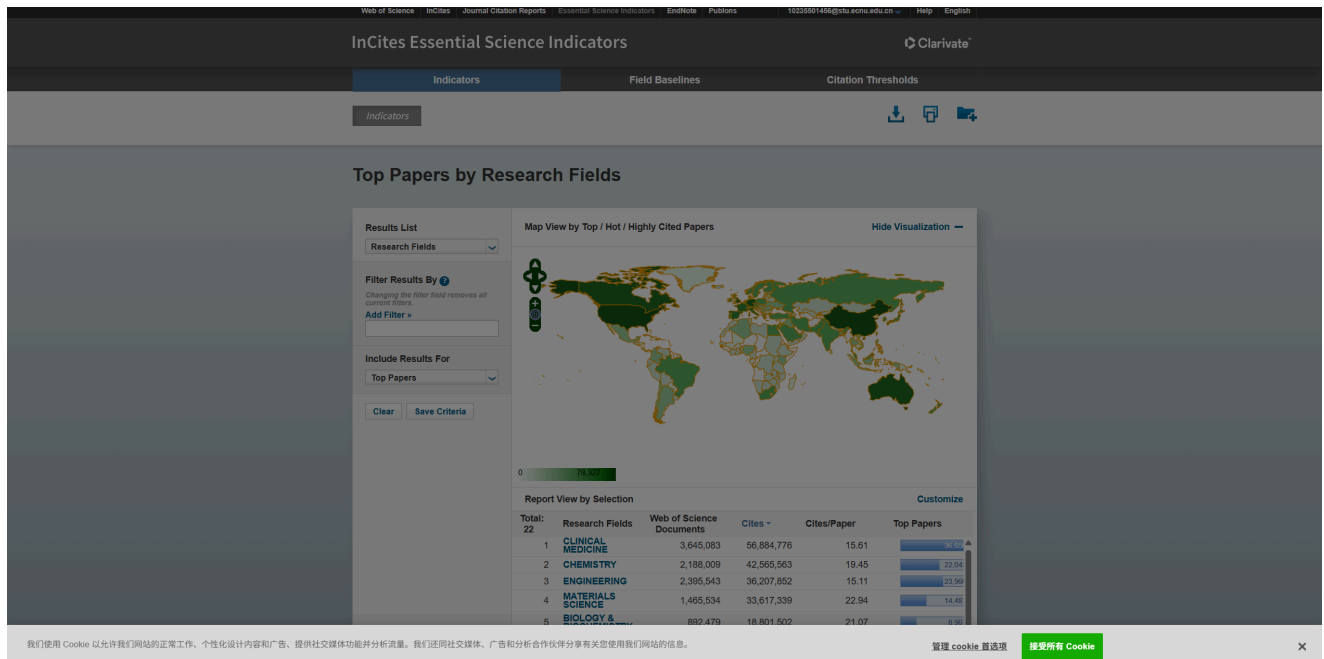 Web of Science InCites Journal Citation Reports Essential Science Indicators EndNote Publons 10235501456@stu.ecnu.edu.cn Help English
InCites Essential Science Indicators
Clarivate
Indicators Field Baselines Citation Thresholds
Indicators
Top Papers by Research Fields
Results List
Research Fields
Filter Results By
Changing the filter field removes all
current filters.
Add Filter »
Include Results For
Top Papers
Clear Save Criteria
Map View by Top / Hot / Highly Cited Papers Hide Visualization
0 78,327
Report View by Selection Customize
Total:
22 Research Fields Web of Science
Documents Cites Cites/Paper Top Papers
1 CLINICAL
MEDICINE 3,645,083 56,884,776 15.61
2 CHEMISTRY 2,188,009 42,565,563 19.45 22,04
3 ENGINEERING 2,395,543 36,207,852 15.11 23,96
4 MATERIALS
SCIENCE 1,465,534 33,617,339 22.94 14,48
5 BIOLOGY &
BIOCHEMISTRY 892,479 18,801,502 21.07 8,96
我们使用 Cookie 以允许我们网站的正常工作、个性化设计内容和广告、提供社交媒体功能并分析流量。我们还同社交媒体、广告和分析合作伙伴分享有关您使用我们网站的信息。
管理 cookie 首选项 接受所有 Cookie